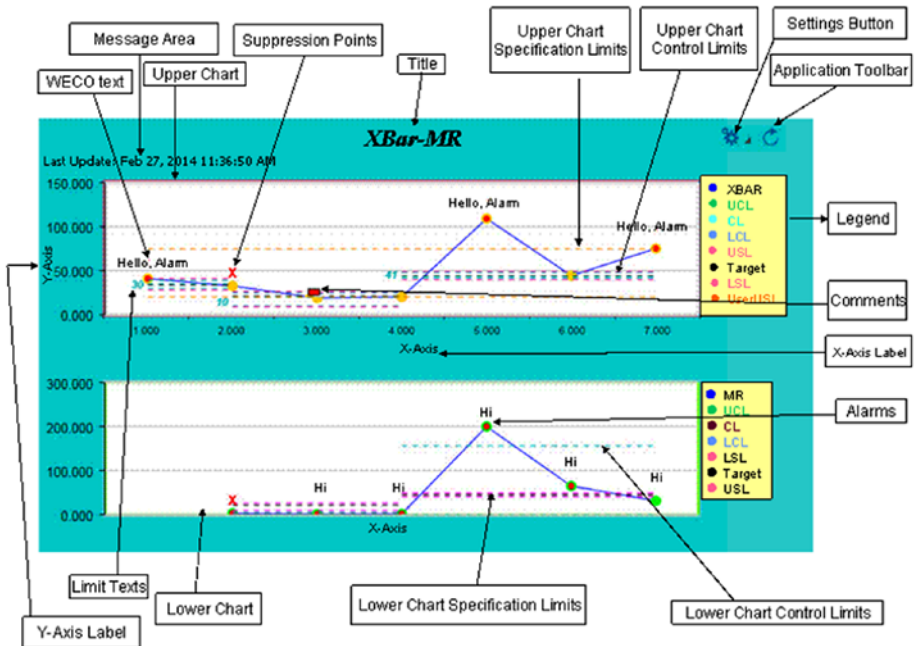 Message Area
Suppression Points
Upper Chart
Specification Limits
Upper Chart
Control Limits
Settings Button
WECO text
Upper Chart
Title
Application Toolbar
XBar-MR
Last Update: Feb 27, 2014 11:36:50 AM
150.000
100.000
50.000
0.000
Y-Axis
Hello, Alarm
Hello, Alarm
Hello, Alarm
X
30
10
41
1.000
2.000
3.000
4.000
6.000
6.000
7.000
X-Axis
XBAR
UCL
CL
LCL
USL
Target
LSL
UserUSL
Legend
Comments
X-Axis Label
300.000
200.000
100.000
0.000
X
Hi
Hi
Hi
Hi
Hi
X-Axis
MR
UCL
CL
LCL
LSL
Target
USL
Alarms
Limit Texts
Lower Chart
Lower Chart Specification Limits
Lower Chart Control Limits
Y-Axis Label